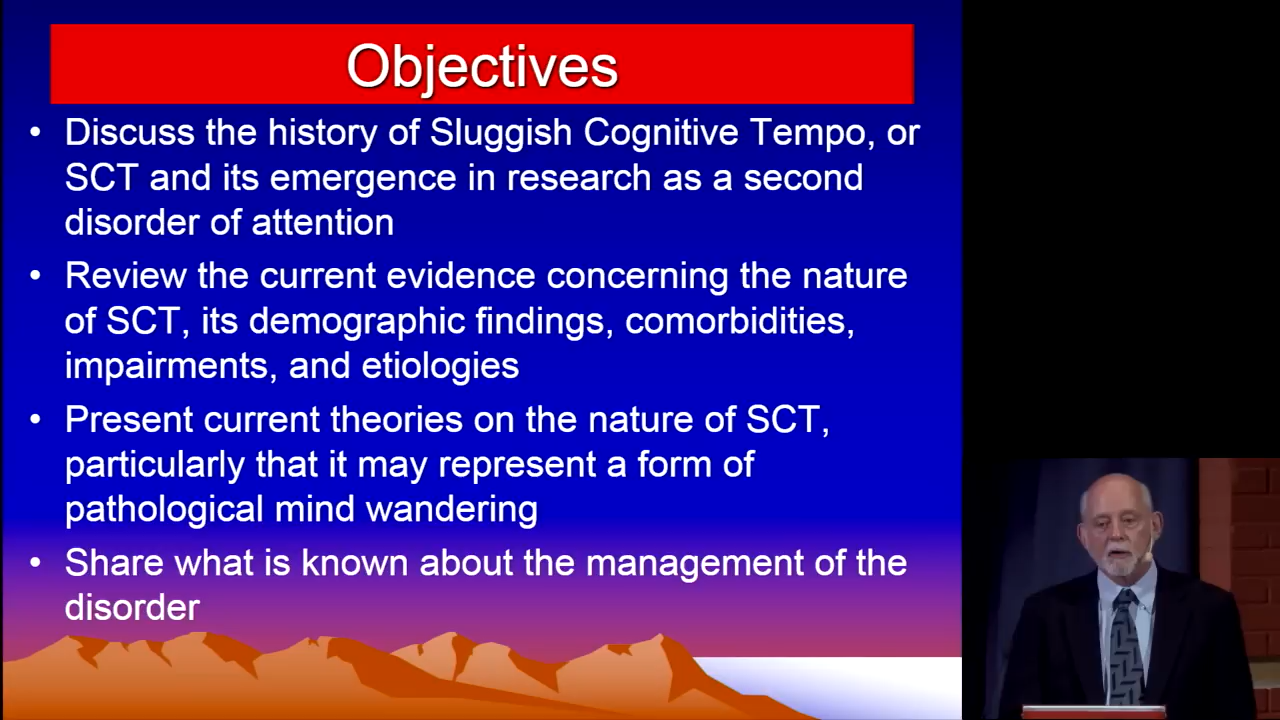 Objectives
• Discuss the history of Sluggish Cognitive Tempo, or
SCT and its emergence in research as a second
disorder of attention
• Review the current evidence concerning the nature
of SCT, its demographic findings, comorbidities,
impairments, and etiologies
• Present current theories on the nature of SCT,
particularly that it may represent a form of
pathological mind wandering
• Share what is known about the management of the
disorder